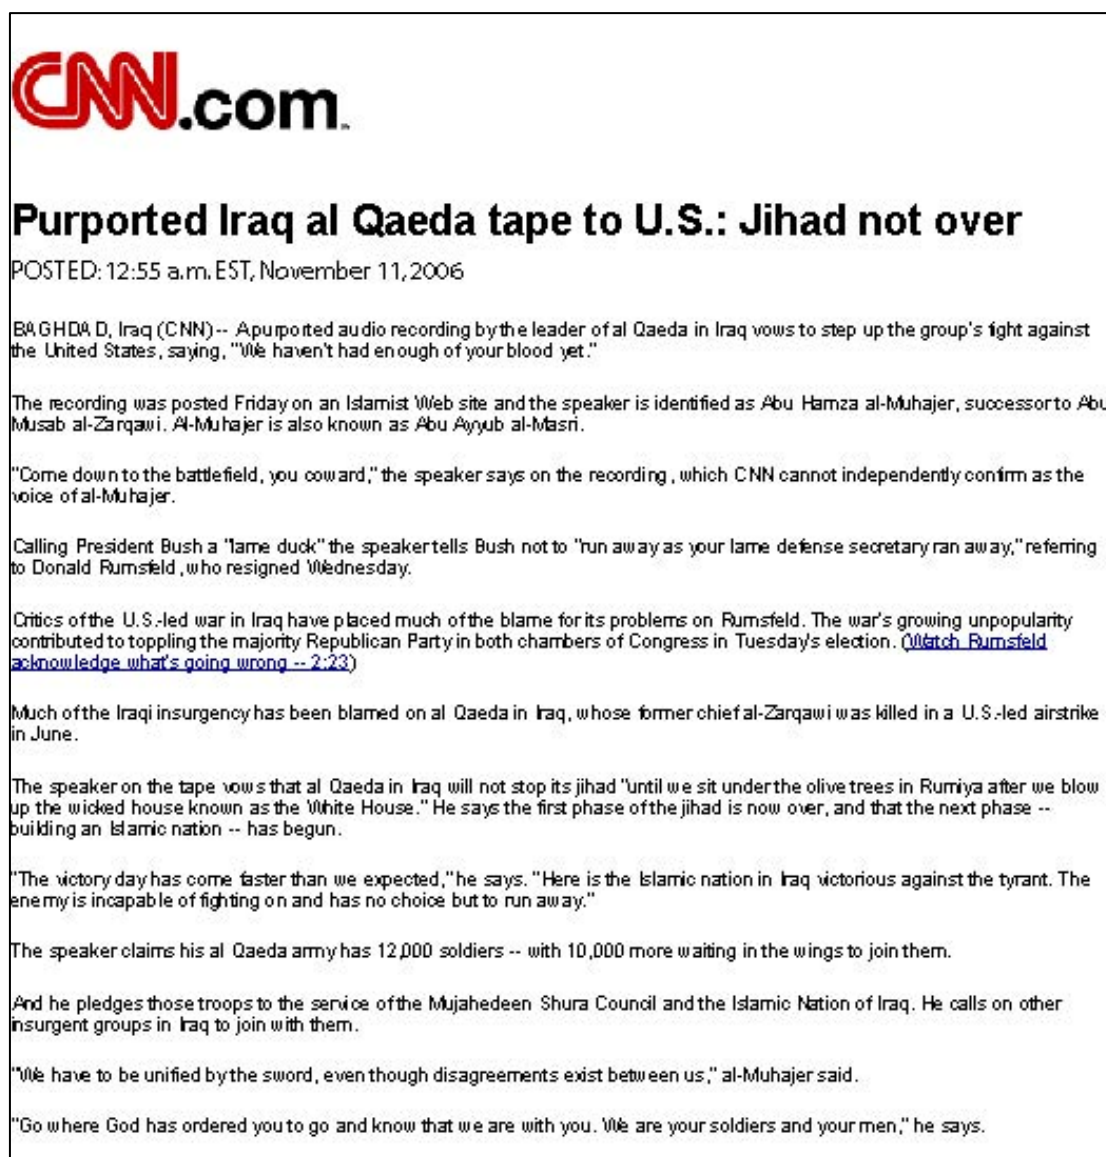 CNN.com
Purported Iraq al Qaeda tape to U.S.: Jihad not over
POSTED: 12:55 a.m. EST, November 11, 2006
BAGHDAD, Iraq (CNN) -- A purported audio recording by the leader of al Qaeda in Iraq vows to step up the group's fight against
the United States, saying, "We haven't had enough of your blood yet."
The recording was posted Friday on an Islamist Web site and the speaker is identified as Abu Hamza al-Muhajer, successor to Abu
Musab al-Zarqawi. Al-Muhajer is also known as Abu Ayyub al-Masri.
"Come down to the battlefield, you coward," the speaker says on the recording, which CNN cannot independently confirm as the
voice of al-Muhajer.
Calling President Bush a "lame duck" the speaker tells Bush not to "run away as your lame defense secretary ran away," referring
to Donald Rumsfeld, who resigned Wednesday.
Critics of the U.S.-led war in Iraq have placed much of the blame for its problems on Rumsfeld. The war's growing unpopularity
contributed to toppling the majority Republican Party in both chambers of Congress in Tuesday's election. (Watch Rumsfeld
acknowledge what's going wrong -- 2:23)
Much of the Iraqi insurgency has been blamed on al Qaeda in Iraq, whose former chief al-Zarqawi was killed in a U.S.-led airstrike
in June.
The speaker on the tape vows that al Qaeda in Iraq will not stop its jihad "until we sit under the olive trees in Rumiya after we blow
up the wicked house known as the White House." He says the first phase of the jihad is now over, and that the next phase --
building an Islamic nation -- has begun.
"The victory day has come faster than we expected," he says. "Here is the Islamic nation in Iraq victorious against the tyrant. The
enemy is incapable of fighting on and has no choice but to run away."
The speaker claims his al Qaeda army has 12,000 soldiers -- with 10,000 more waiting in the wings to join them.
And he pledges those troops to the service of the Mujahedeen Shura Council and the Islamic Nation of Iraq. He calls on other
insurgent groups in Iraq to join with them.
"We have to be unified by the sword, even though disagreements exist between us," al-Muhajer said.
"Go where God has ordered you to go and know that we are with you. We are your soldiers and your men," he says.